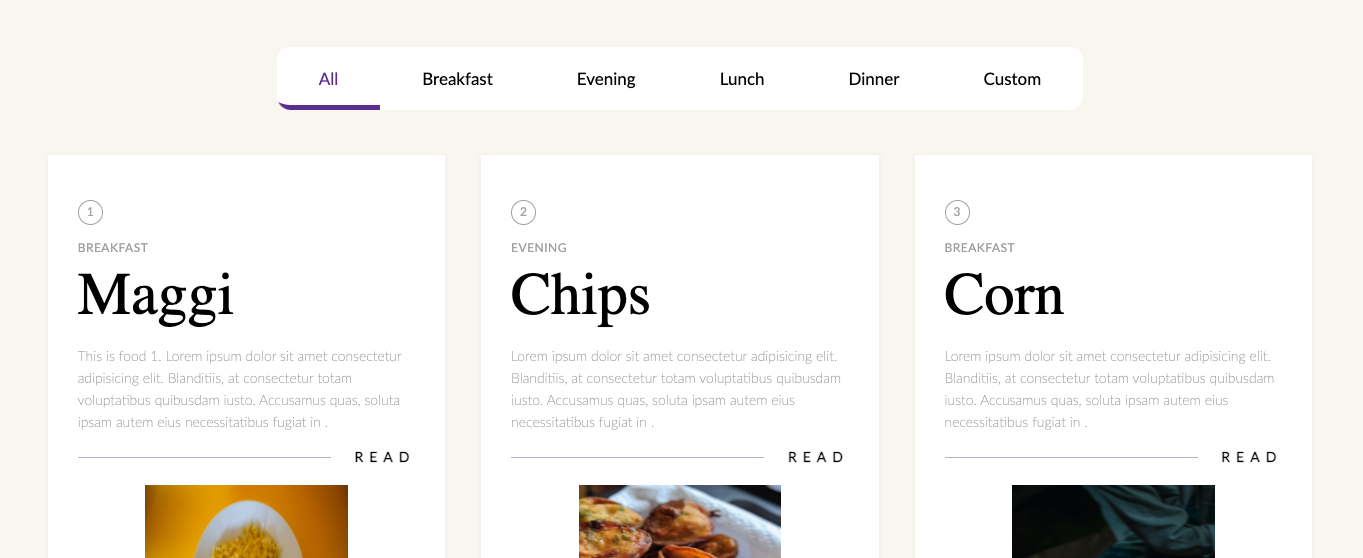 All Breakfast Evening Lunch Dinner Custom
1
BREAKFAST
Maggi
This is food 1. Lorem ipsum dolor sit amet consectetur
adipisicing elit. Blanditiis, at consectetur totam
voluptatibus quibusdam iusto. Accusamus quas, soluta
ipsam autem eius necessitatibus fugiat in .
READ
2
EVENING
Chips
Lorem ipsum dolor sit amet consectetur adipisicing elit.
Blanditiis, at consectetur totam voluptatibus quibusdam
iusto. Accusamus quas, soluta ipsam autem eius
necessitatibus fugiat in .
READ
3
BREAKFAST
Corn
Lorem ipsum dolor sit amet consectetur adipisicing elit.
Blanditiis, at consectetur totam voluptatibus quibusdam
iusto. Accusamus quas, soluta ipsam autem eius
necessitatibus fugiat in .
READ